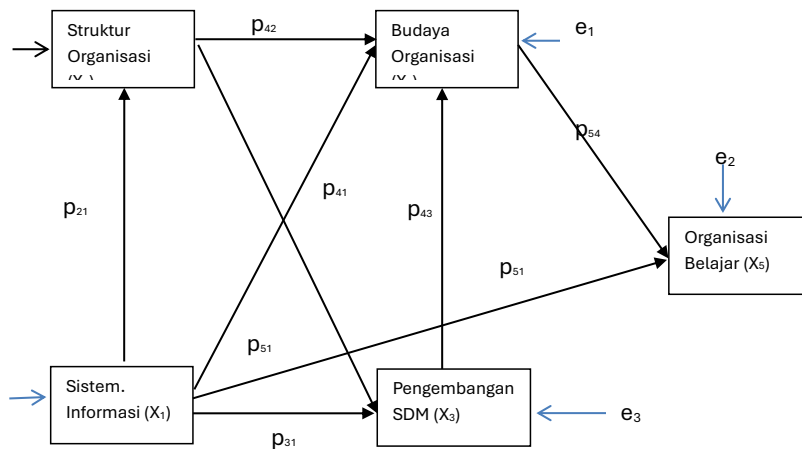 Struktur
Organisasi
p42
Budaya
Organisasi
e1
p54
e2
p21
p41
p43
Organisasi
Belajar (X5)
p51
p51
Sistem.
Informasi (X1)
Pengembangan
SDM (X3)
e3
p31